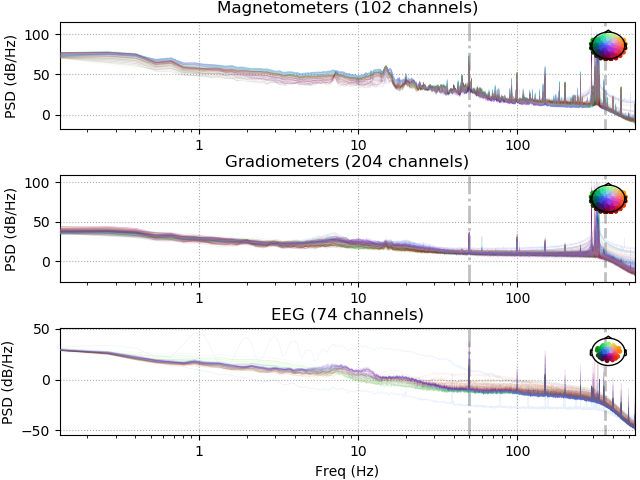 Magnetometers (102 channels)
PSD (dB/Hz)
100
50
0
1
10
100
Gradiometers (204 channels)
PSD (dB/Hz)
100
50
0
1
10
100
EEG (74 channels)
PSD (dB/Hz)
50
0
−50
1
10
100
Freq (Hz)